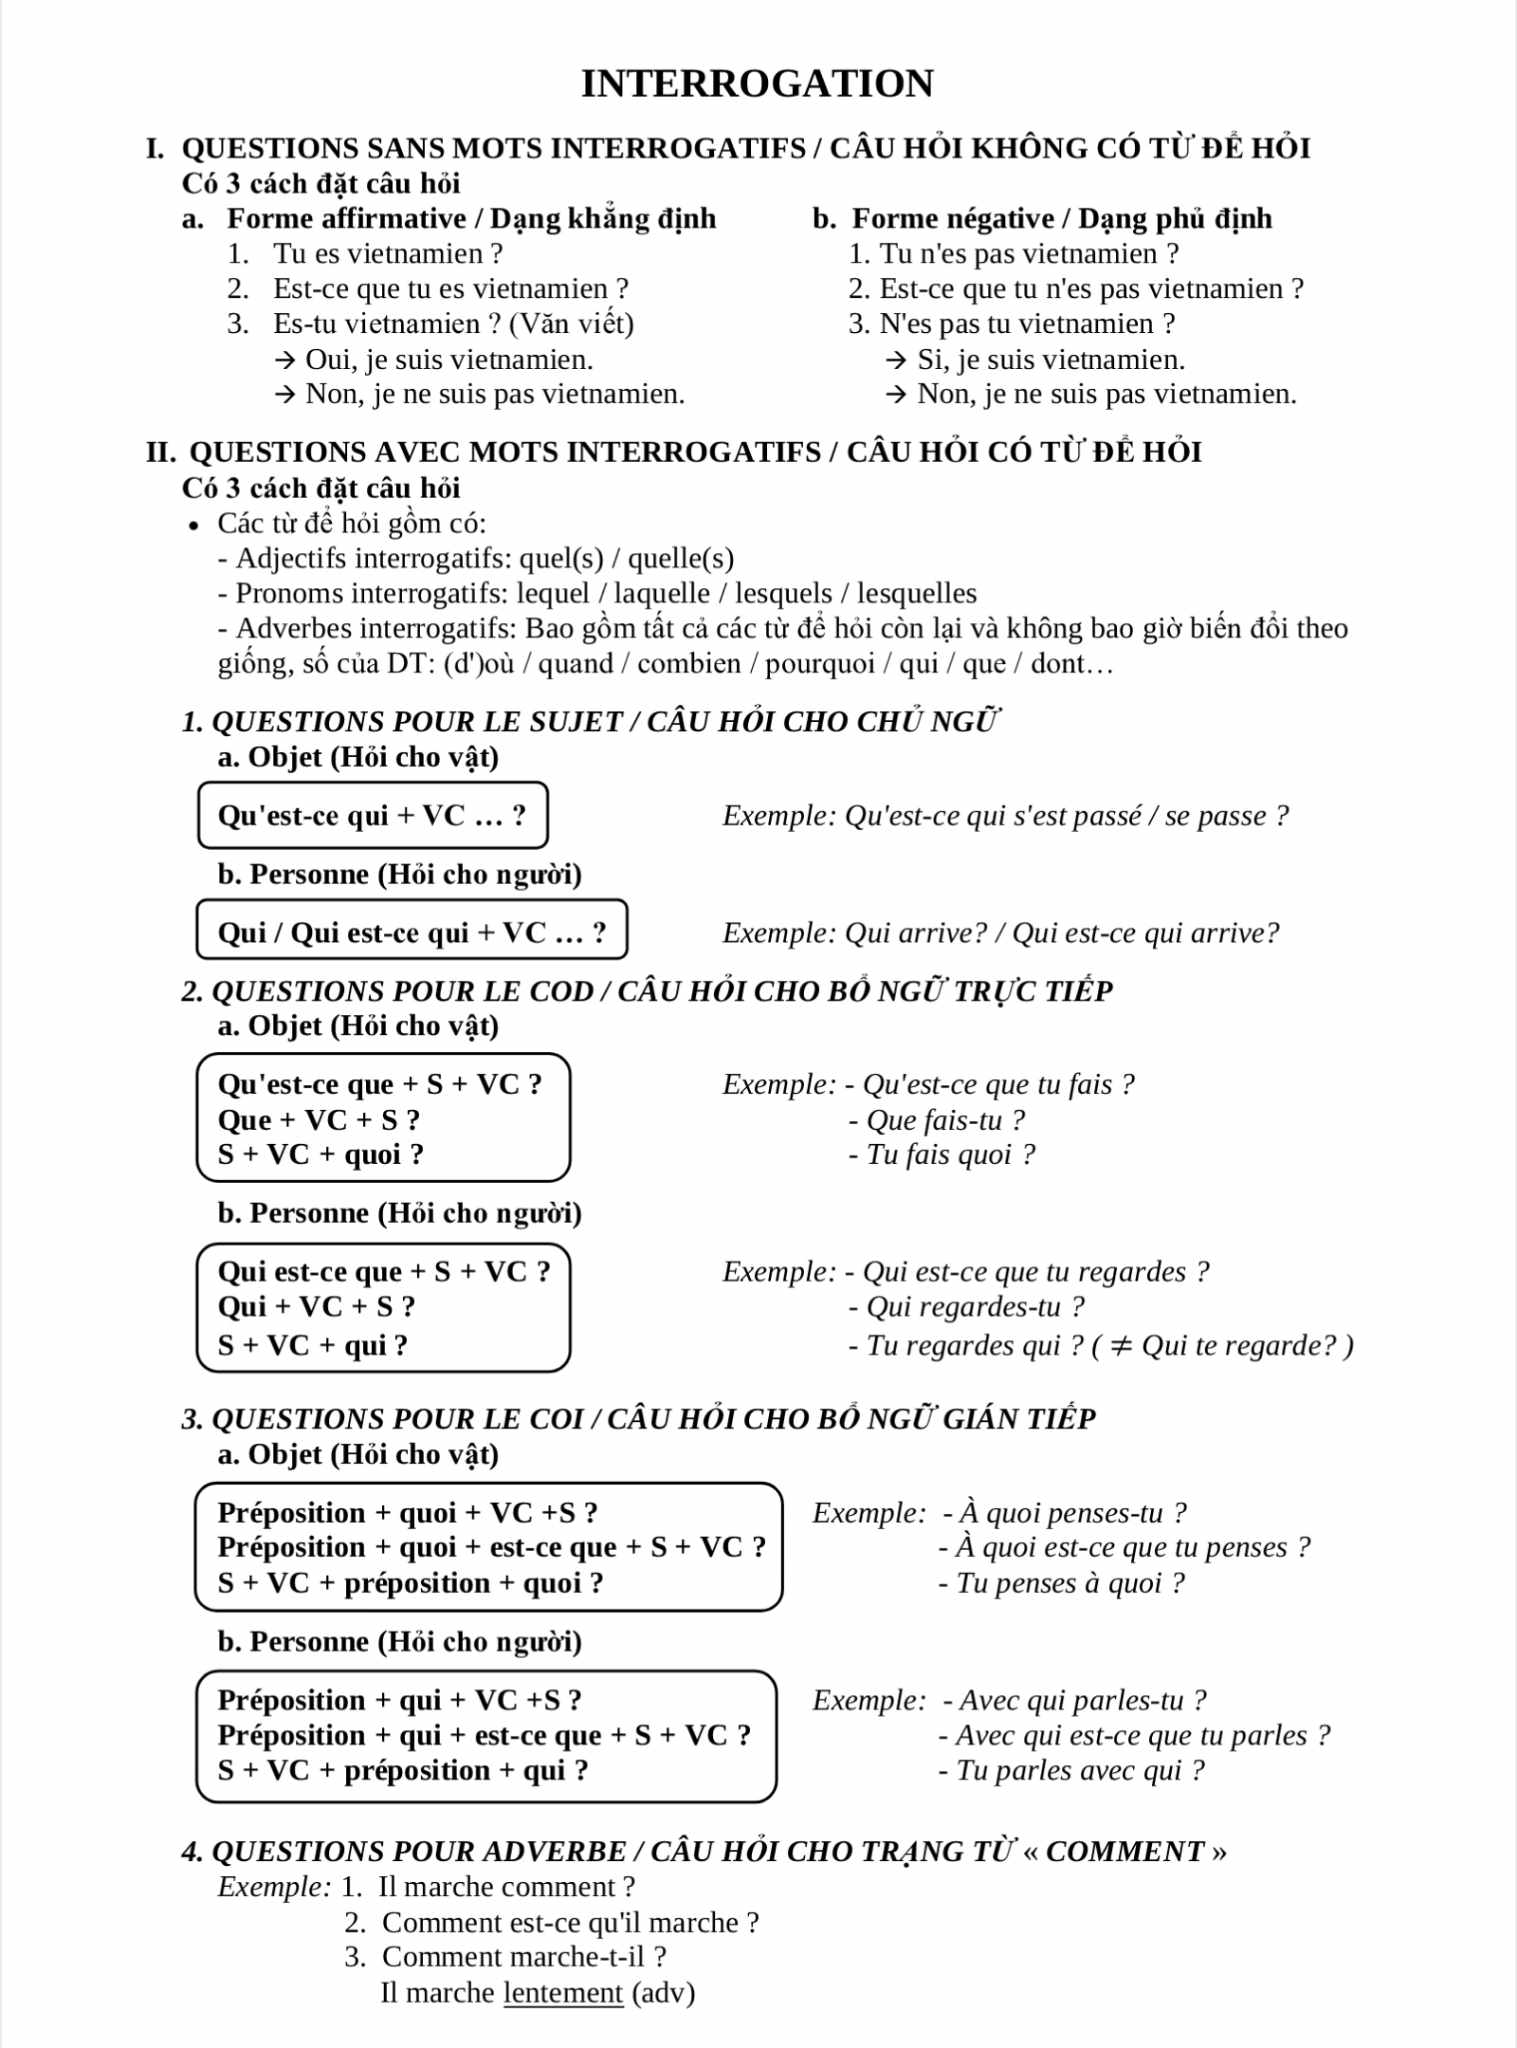 INTERROGATION
I. QUESTIONS SANS MOTS INTERROGATIFS / CÂU HỎI KHÔNG CÓ TỪ ĐỂ HỎI
Có 3 cách đặt câu hỏi
a. Forme affirmative / Dạng khẳng định
1. Tu es vietnamien ?
2. Est-ce que tu es vietnamien ?
3. Es-tu vietnamien ? (Văn viết)
→ Oui, je suis vietnamien.
→ Non, je ne suis pas vietnamien.
b. Forme négative / Dạng phủ định
1. Tu n'es pas vietnamien ?
2. Est-ce que tu n'es pas vietnamien ?
3. N'es pas tu vietnamien ?
→ Si, je suis vietnamien.
→ Non, je ne suis pas vietnamien.
II. QUESTIONS AVEC MOTS INTERROGATIFS / CÂU HỎI CÓ TỪ ĐỂ HỎI
Có 3 cách đặt câu hỏi
• Các từ để hỏi gồm có:
- Adjectifs interrogatifs: quel(s) / quelle(s)
- Pronoms interrogatifs: lequel / laquelle / lesquels / lesquelles
- Adverbes interrogatifs: Bao gồm tất cả các từ để hỏi còn lại và không bao giờ biến đổi theo
giống, số của DT: (d')où / quand / combien / pourquoi / qui / que / dont…
1. QUESTIONS POUR LE SUJET / CÂU HỎI CHO CHỦ NGỮ
a. Objet (Hỏi cho vật)
Qu'est-ce qui + VC … ?
Exemple: Qu'est-ce qui s'est passé / se passe ?
b. Personne (Hỏi cho người)
Qui / Qui est-ce qui + VC … ?
Exemple: Qui arrive? / Qui est-ce qui arrive?
2. QUESTIONS POUR LE COD / CÂU HỎI CHO BỔ NGỮ TRỰC TIẾP
a. Objet (Hỏi cho vật)
Qu'est-ce que + S + VC ?
Que + VC + S ?
S + VC + quoi ?
Exemple: - Qu'est-ce que tu fais ?
- Que fais-tu ?
- Tu fais quoi ?
b. Personne (Hỏi cho người)
Qui est-ce que + S + VC ?
Qui + VC + S ?
S + VC + qui ?
Exemple: - Qui est-ce que tu regardes ?
- Qui regardes-tu ?
- Tu regardes qui ? ( ≠ Qui te regarde? )
3. QUESTIONS POUR LE COI / CÂU HỎI CHO BỔ NGỮ GIÁN TIẾP
a. Objet (Hỏi cho vật)
Préposition + quoi + VC +S ?
Préposition + quoi + est-ce que + S + VC ?
S + VC + préposition + quoi ?
Exemple: - À quoi penses-tu ?
- À quoi est-ce que tu penses ?
- Tu penses à quoi ?
b. Personne (Hỏi cho người)
Préposition + qui + VC +S ?
Préposition + qui + est-ce que + S + VC ?
S + VC + préposition + qui ?
Exemple: - Avec qui parles-tu ?
- Avec qui est-ce que tu parles ?
- Tu parles avec qui ?
4. QUESTIONS POUR ADVERBE / CÂU HỎI CHO TRẠNG TỪ « COMMENT »
Exemple: 1. Il marche comment ?
2. Comment est-ce qu'il marche ?
3. Comment marche-t-il ?
Il marche lentement (adv)